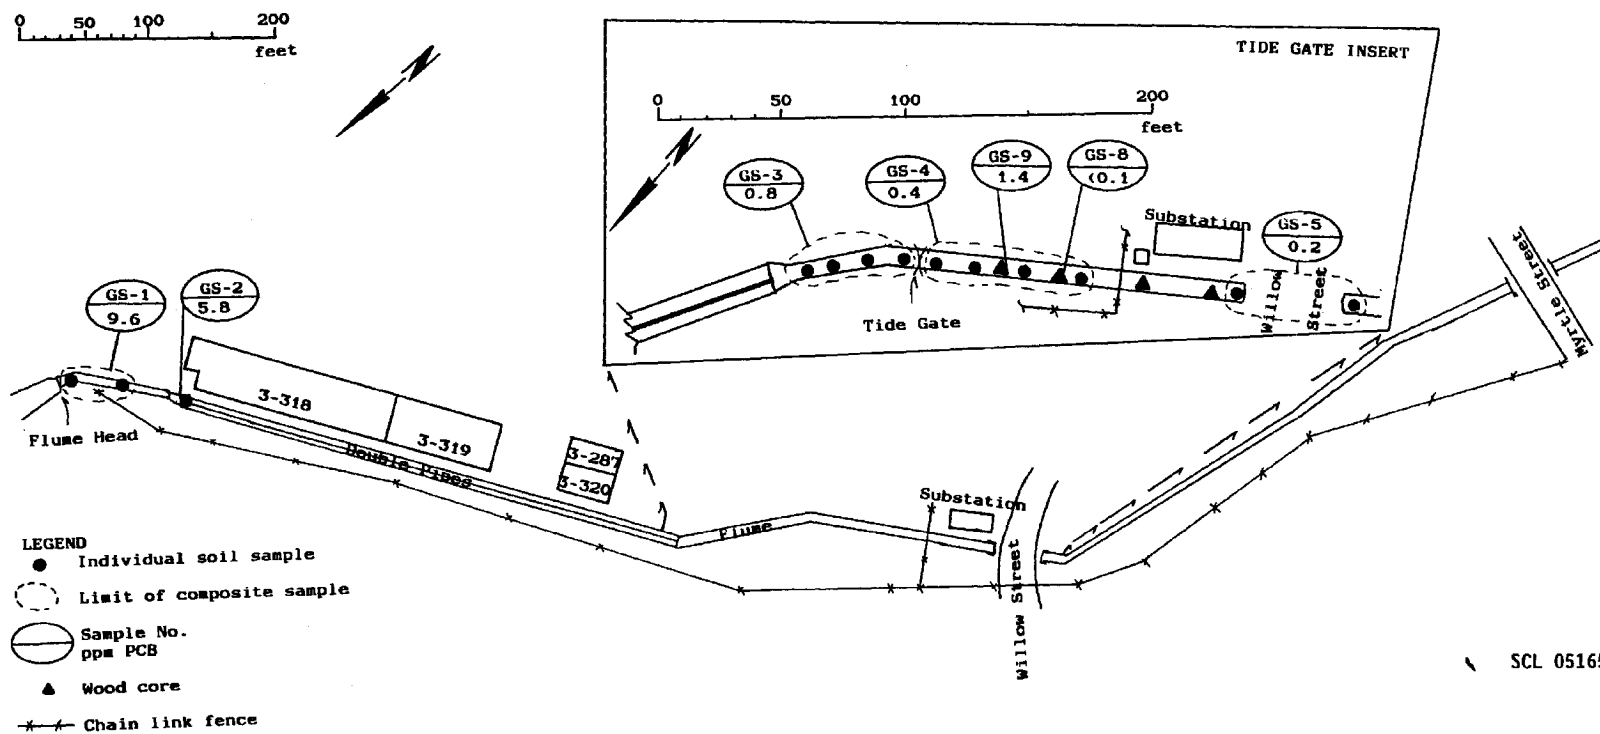 0 50 100 200
feet
TIDE GATE INSERT
0 50 100 200
feet
GS-3
0.8
GS-4
0.4
GS-9
1.4
GS-8
(0.1
Substation
GS-5
0.2
Willow
Street
Tide Gate
Myrtle Street
GS-1
9.6
GS-2
5.8
3-318
3-319
Double Pipes
3-287
3-320
Flume Head
Flume
Substation
Willow Street
LEGEND
Individual soil sample
Limit of composite sample
Sample No.
ppm PCB
Wood core
Chain link fence
SCL 05165